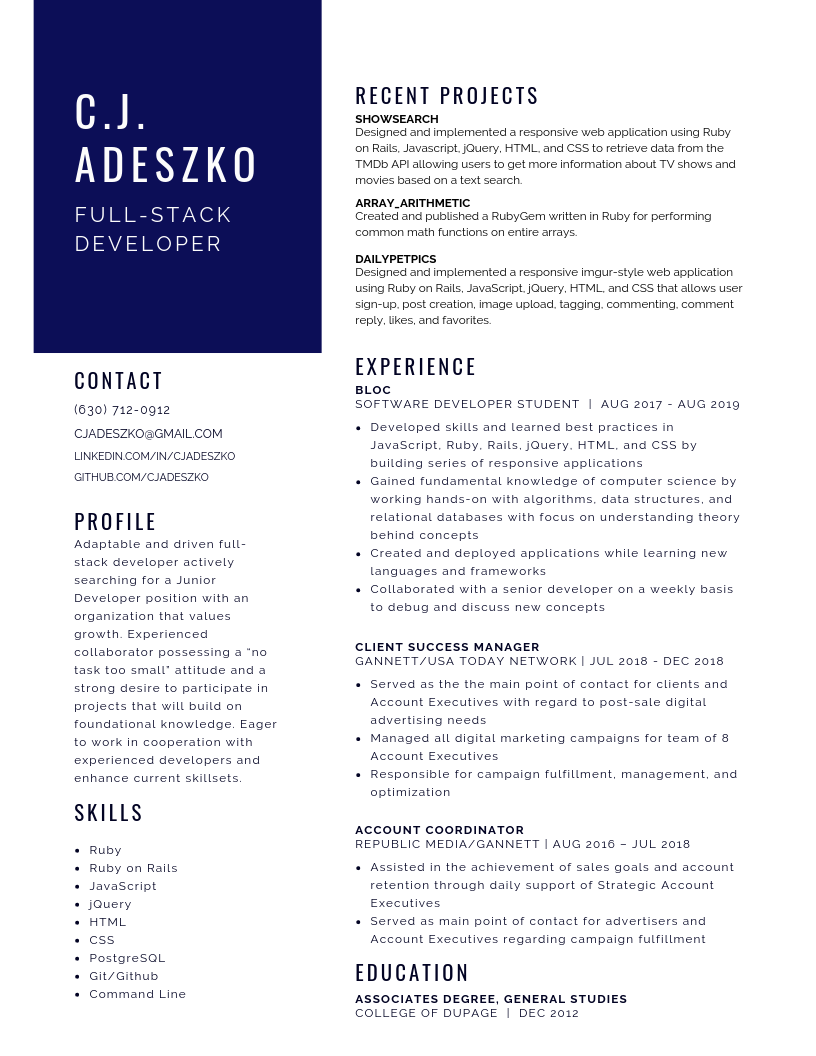 C.J.
ADESZKO
FULL-STACK
DEVELOPER
CONTACT
(630) 712-0912
CJADESZKO@GMAIL.COM
LINKEDIN.COM/IN/CJADESZKO
GITHUB.COM/CJADESZKO
PROFILE
Adaptable and driven full-
stack developer actively
searching for a Junior
Developer position with an
organization that values
growth. Experienced
collaborator possessing a “no
task too small” attitude and a
strong desire to participate in
projects that will build on
foundational knowledge. Eager
to work in cooperation with
experienced developers and
enhance current skillsets.
SKILLS
• Ruby
• Ruby on Rails
• JavaScript
• jQuery
• HTML
• CSS
• PostgreSQL
• Git/Github
• Command Line
RECENT PROJECTS
SHOWSEARCH
Designed and implemented a responsive web application using Ruby
on Rails, Javascript, jQuery, HTML, and CSS to retrieve data from the
TMDb API allowing users to get more information about TV shows and
movies based on a text search.
ARRAY_ARITHMETIC
Created and published a RubyGem written in Ruby for performing
common math functions on entire arrays.
DAILYPETPICS
Designed and implemented a responsive imgur-style web application
using Ruby on Rails, JavaScript, jQuery, HTML, and CSS that allows user
sign-up, post creation, image upload, tagging, commenting, comment
reply, likes, and favorites.
EXPERIENCE
BLOC
SOFTWARE DEVELOPER STUDENT | AUG 2017 - AUG 2019
• Developed skills and learned best practices in
JavaScript, Ruby, Rails, jQuery, HTML, and CSS by
building series of responsive applications
• Gained fundamental knowledge of computer science by
working hands-on with algorithms, data structures, and
relational databases with focus on understanding theory
behind concepts
• Created and deployed applications while learning new
languages and frameworks
• Collaborated with a senior developer on a weekly basis
to debug and discuss new concepts
CLIENT SUCCESS MANAGER
GANNETT/USA TODAY NETWORK | JUL 2018 - DEC 2018
• Served as the the main point of contact for clients and
Account Executives with regard to post-sale digital
advertising needs
• Managed all digital marketing campaigns for team of 8
Account Executives
• Responsible for campaign fulfillment, management, and
optimization
ACCOUNT COORDINATOR
REPUBLIC MEDIA/GANNETT | AUG 2016 – JUL 2018
• Assisted in the achievement of sales goals and account
retention through daily support of Strategic Account
Executives
• Served as main point of contact for advertisers and
Account Executives regarding campaign fulfillment
EDUCATION
ASSOCIATES DEGREE, GENERAL STUDIES
COLLEGE OF DUPAGE | DEC 2012